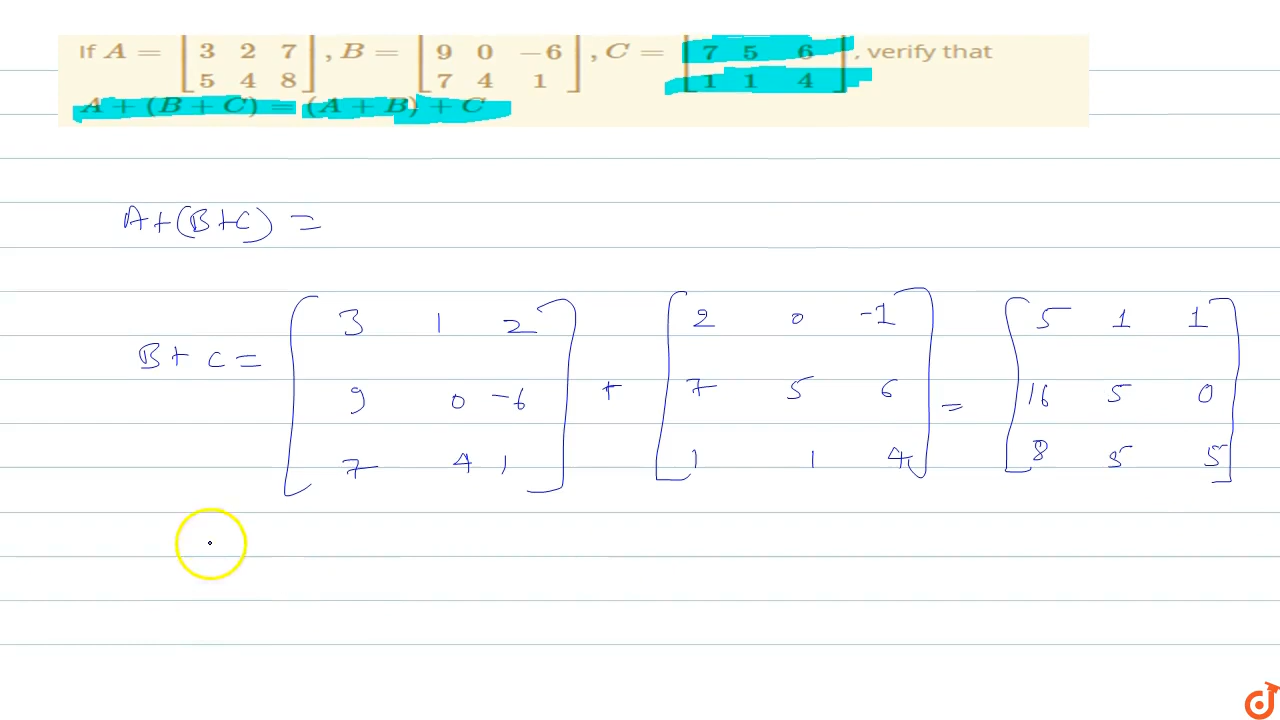 If A = [3 2 7], B = [9 0 −6], C = [7 5 6], verify that
[5 4 8] [7 4 1] [1 1 4]
A + (B + C) = (A + B) + C
A+(B+C) =
[3 1 2] [2 0 -1] [5 1 1]
B + C = [9 0 -6] + [7 5 6] = [16 5 0]
[7 4 1] [1 1 4] [8 5 5]